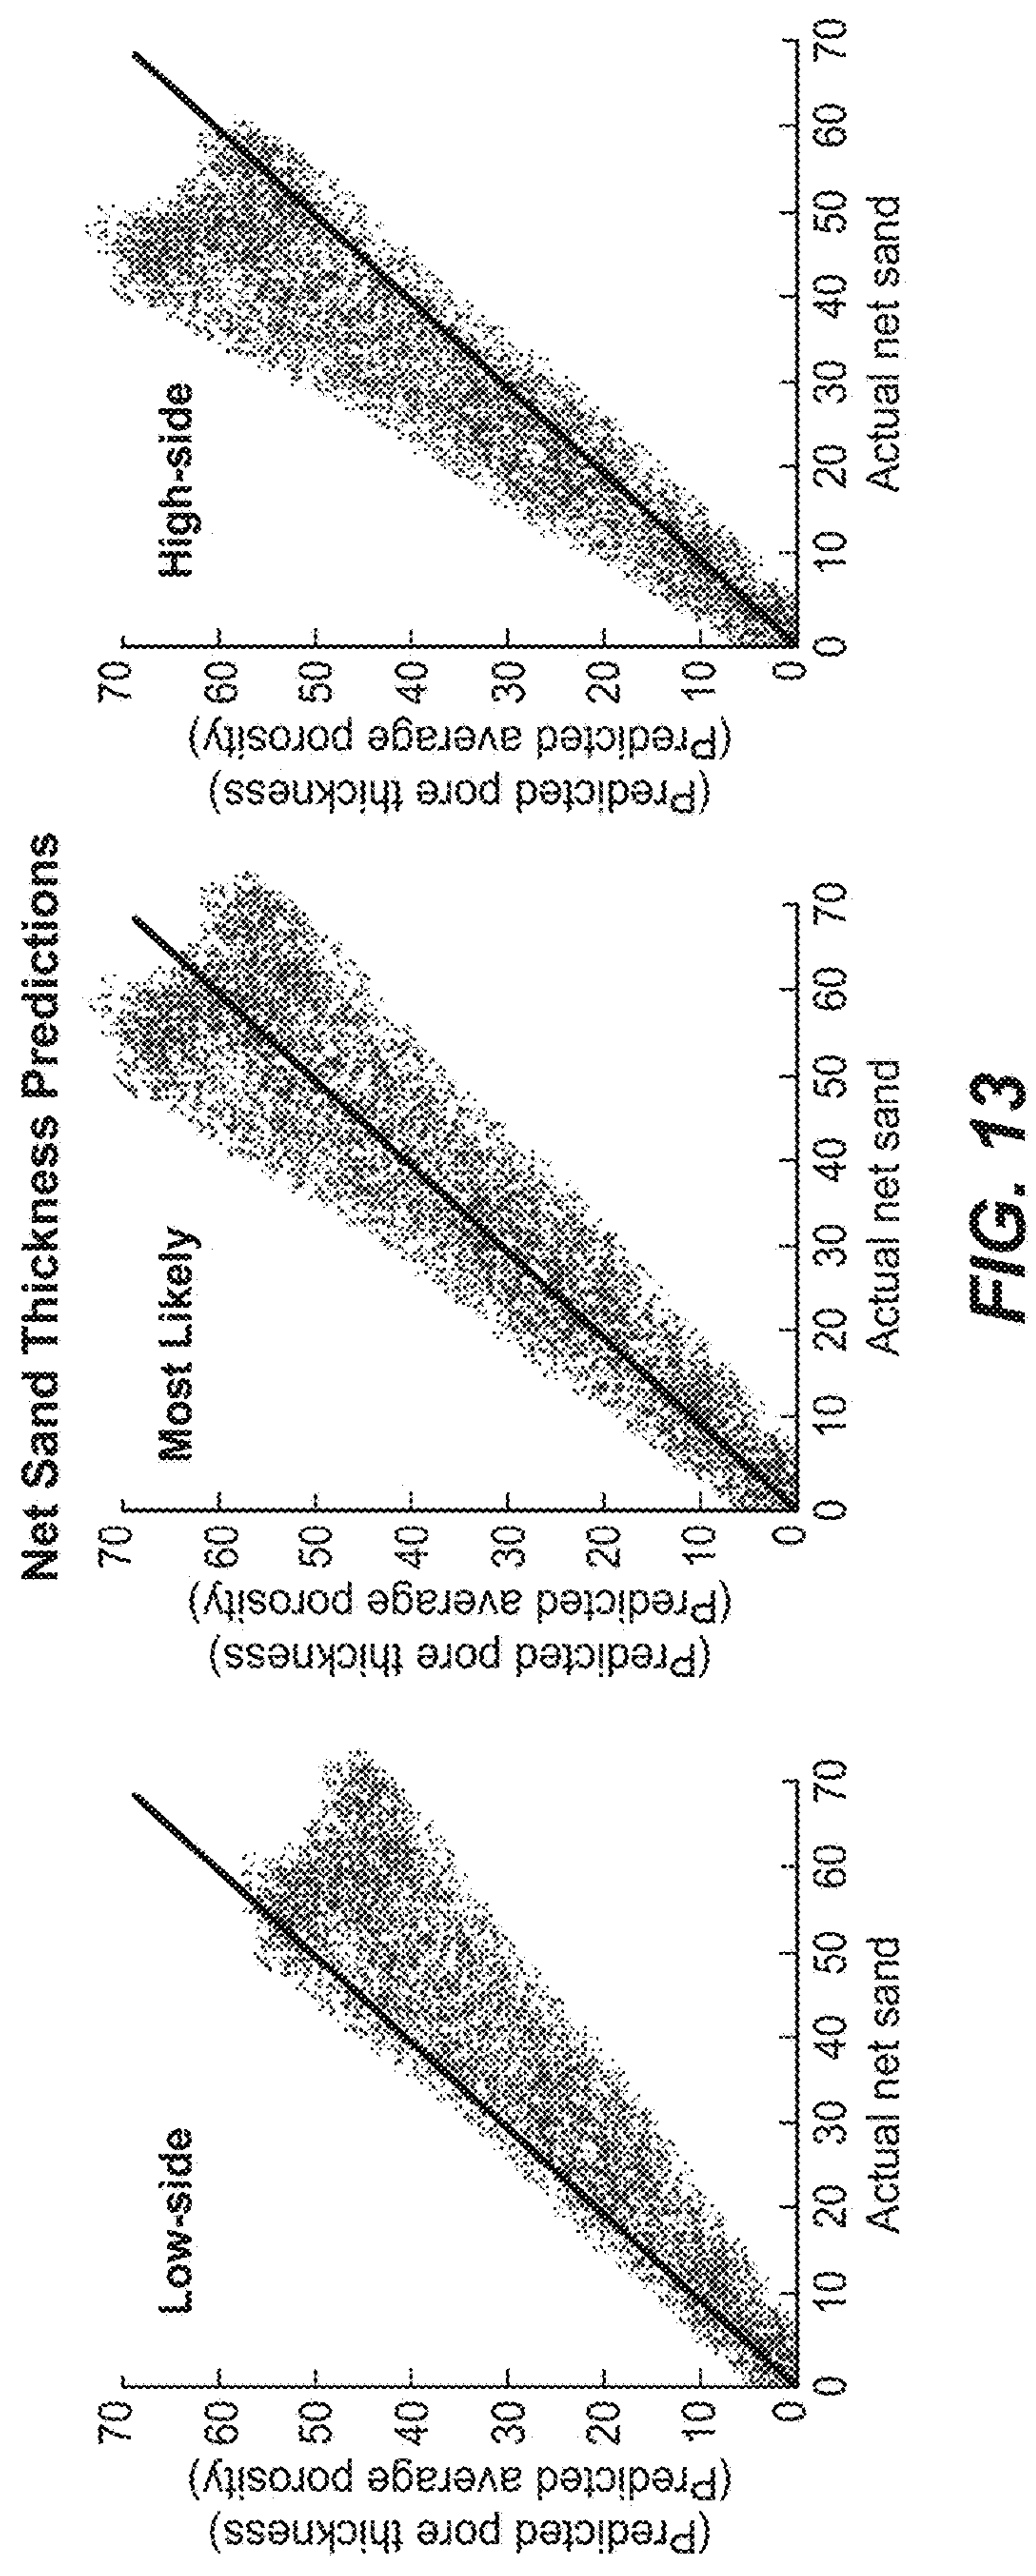 Net Sand Thickness Predictions
Low-side
(Predicted pore thickness)
(Predicted average porosity)
70
60
50
40
30
20
10
0
0 10 20 30 40 50 60 70
Actual net sand
Most Likely
(Predicted pore thickness)
(Predicted average porosity)
70
60
50
40
30
20
10
0
0 10 20 30 40 50 60 70
Actual net sand
High-side
(Predicted pore thickness)
(Predicted average porosity)
70
60
50
40
30
20
10
0
0 10 20 30 40 50 60 70
Actual net sand
FIG. 13